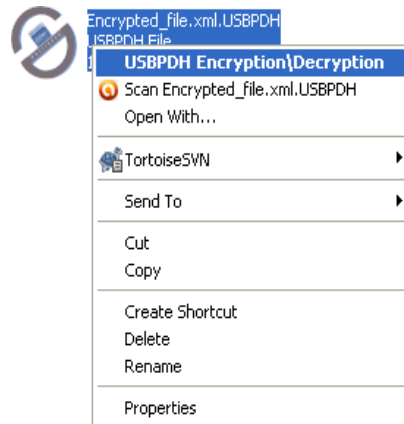 Encrypted_file.xml.USBPDH
USBPDH File
USBPDH Encryption\Decryption
Scan Encrypted_file.xml.USBPDH
Open With...
TortoiseSVN
Send To
Cut
Copy
Create Shortcut
Delete
Rename
Properties